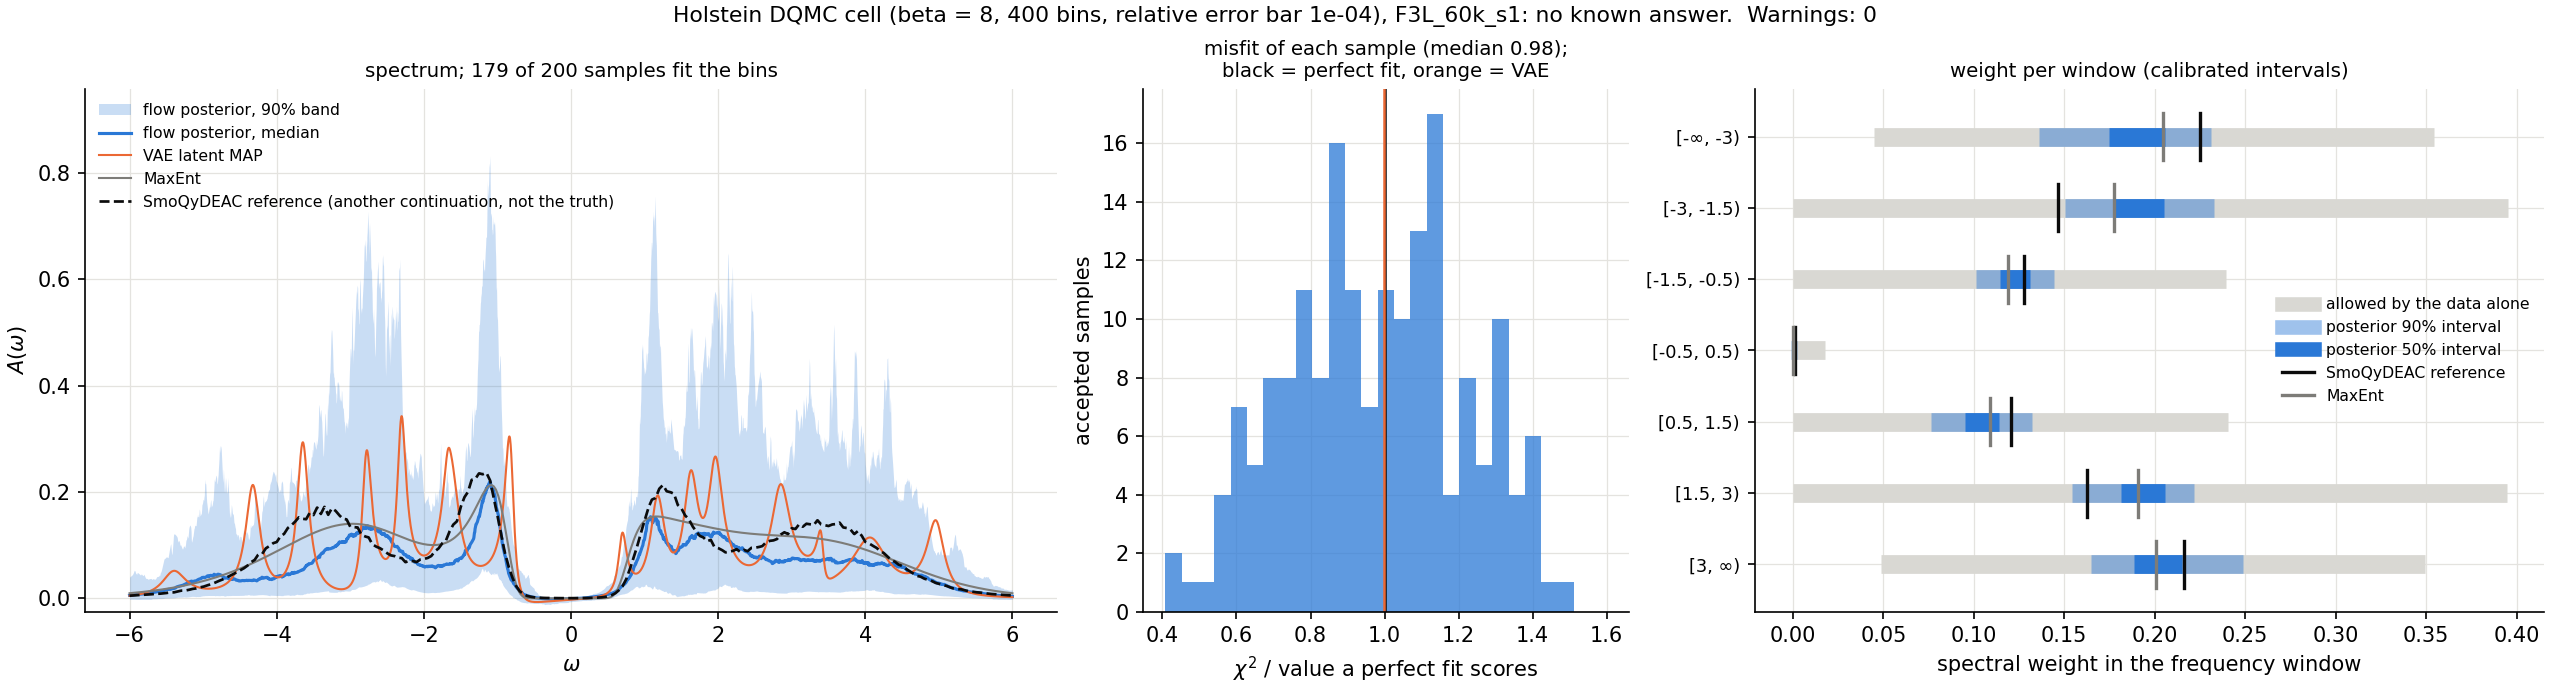 Holstein DQMC cell (beta = 8, 400 bins, relative error bar 1e-04), F3L_60k_s1: no known answer.  Warnings: 0
spectrum; 179 of 200 samples fit the bins
flow posterior, 90% band
flow posterior, median
VAE latent MAP
MaxEnt
SmoQyDEAC reference (another continuation, not the truth)
A(ω)
0.8
0.6
0.4
0.2
0.0
−6
−4
−2
0
2
4
6
ω
misfit of each sample (median 0.98);
black = perfect fit, orange = VAE
accepted samples
16
14
12
10
8
6
4
2
0
0.4
0.6
0.8
1.0
1.2
1.4
1.6
χ² / value a perfect fit scores
weight per window (calibrated intervals)
[-∞, -3)
[-3, -1.5)
[-1.5, -0.5)
[-0.5, 0.5)
[0.5, 1.5)
[1.5, 3)
[3, ∞)
allowed by the data alone
posterior 90% interval
posterior 50% interval
SmoQyDEAC reference
MaxEnt
0.00
0.05
0.10
0.15
0.20
0.25
0.30
0.35
0.40
spectral weight in the frequency window